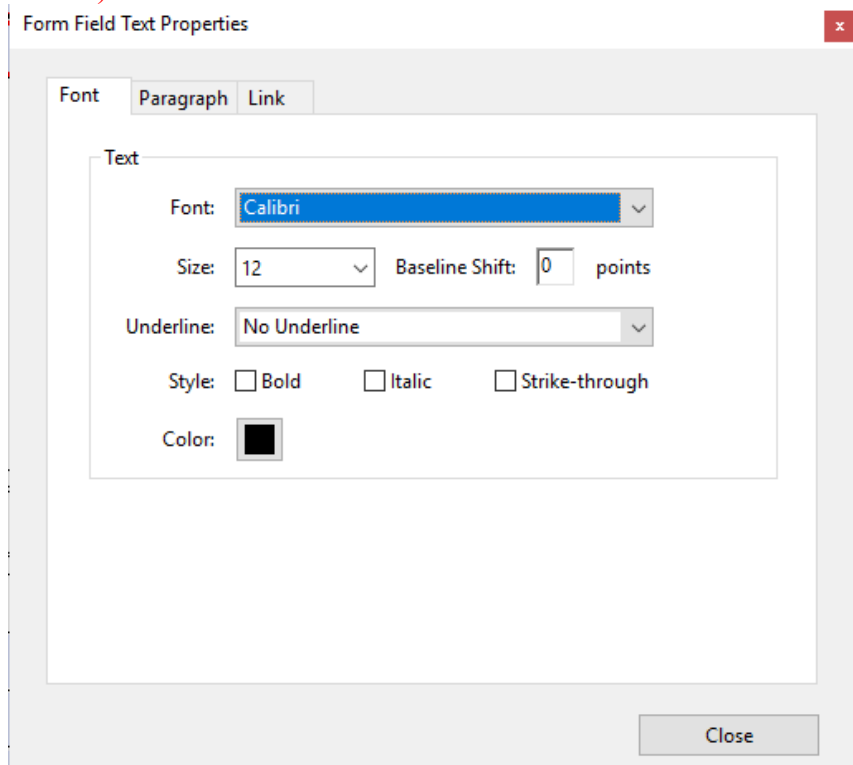 Form Field Text Properties
x
Font Paragraph Link
Text
Font: Calibri
Size: 12 Baseline Shift: 0 points
Underline: No Underline
Style: Bold Italic Strike-through
Color:
Close